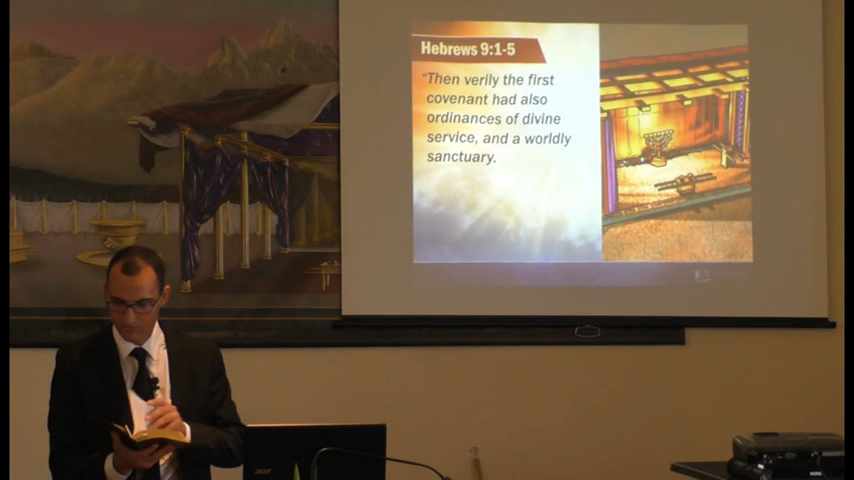 Hebrews 9:1-5
“Then verily the first
covenant had also
ordinances of divine
service, and a worldly
sanctuary.
acer